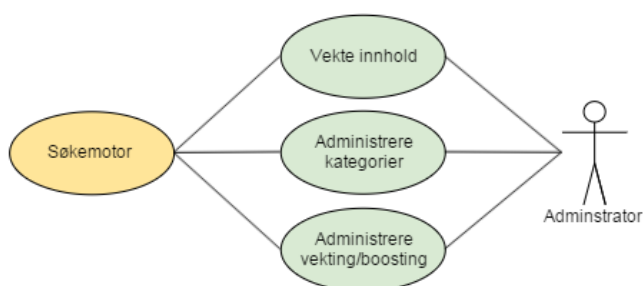 Vekte innhold
Søkemotor
Administrere
kategorier
Adminstrator
Administrere
vekting/boosting